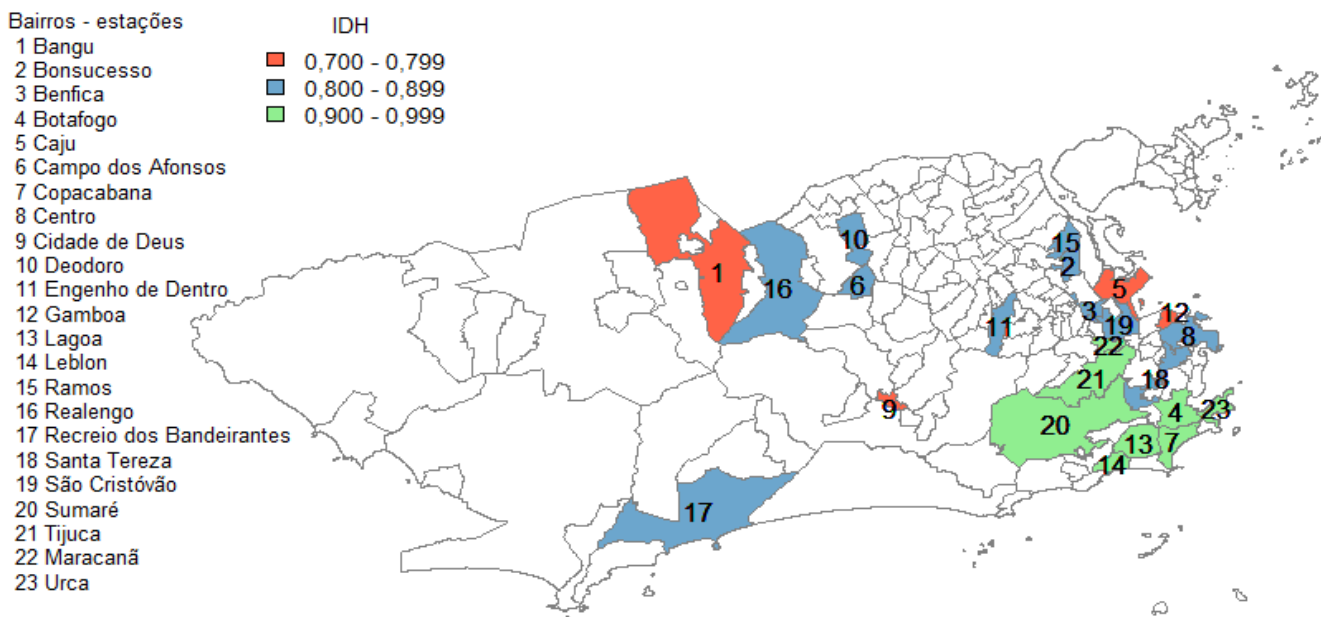 Bairros - estações
1 Bangu
2 Bonsucesso
3 Benfica
4 Botafogo
5 Caju
6 Campo dos Afonsos
7 Copacabana
8 Centro
9 Cidade de Deus
10 Deodoro
11 Engenho de Dentro
12 Gamboa
13 Lagoa
14 Leblon
15 Ramos
16 Realengo
17 Recreio dos Bandeirantes
18 Santa Tereza
19 São Cristóvão
20 Sumaré
21 Tijuca
22 Maracanã
23 Urca
IDH
0,700 - 0,799
0,800 - 0,899
0,900 - 0,999
10
15
2
1
16
6
5
3
12
11
19
8
22
21
18
9
20
4
23
13
7
14
17